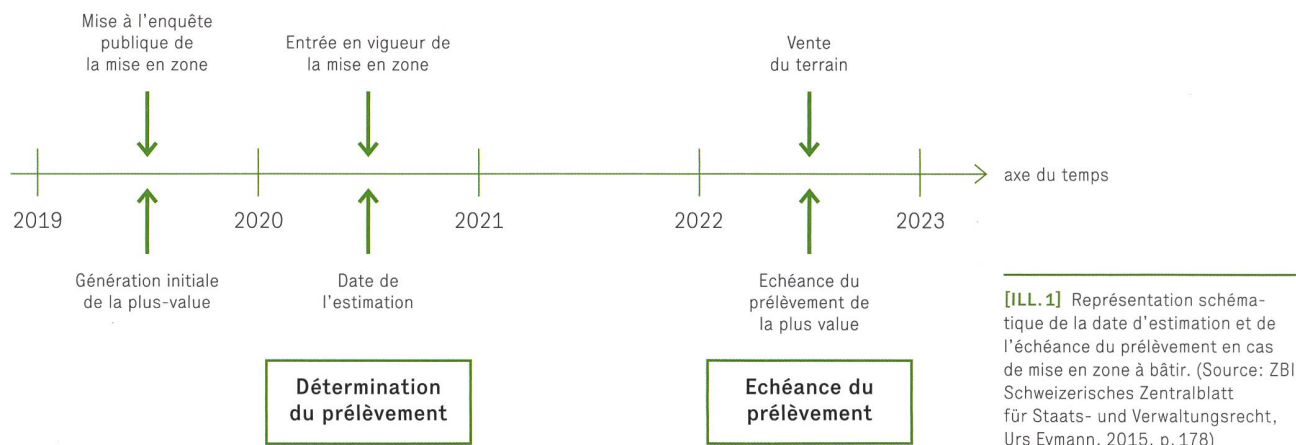 Mise à l'enquête
publique de
la mise en zone
Entrée en vigueur de
la mise en zone
Vente
du terrain
axe du temps
2019
2020
2021
2022
2023
Génération initiale
de la plus-value
Date de
l'estimation
Echéance du
prélèvement de
la plus value
Détermination
du prélèvement
Echéance du
prélèvement
[ILL.1] Représentation schéma-
tique de la date d'estimation et de
l'échéance du prélèvement en cas
de mise en zone à bâtir. (Source: ZBl
Schweizerisches Zentralblatt
für Staats- und Verwaltungsrecht,
Urs Eymann, 2015, p.178)